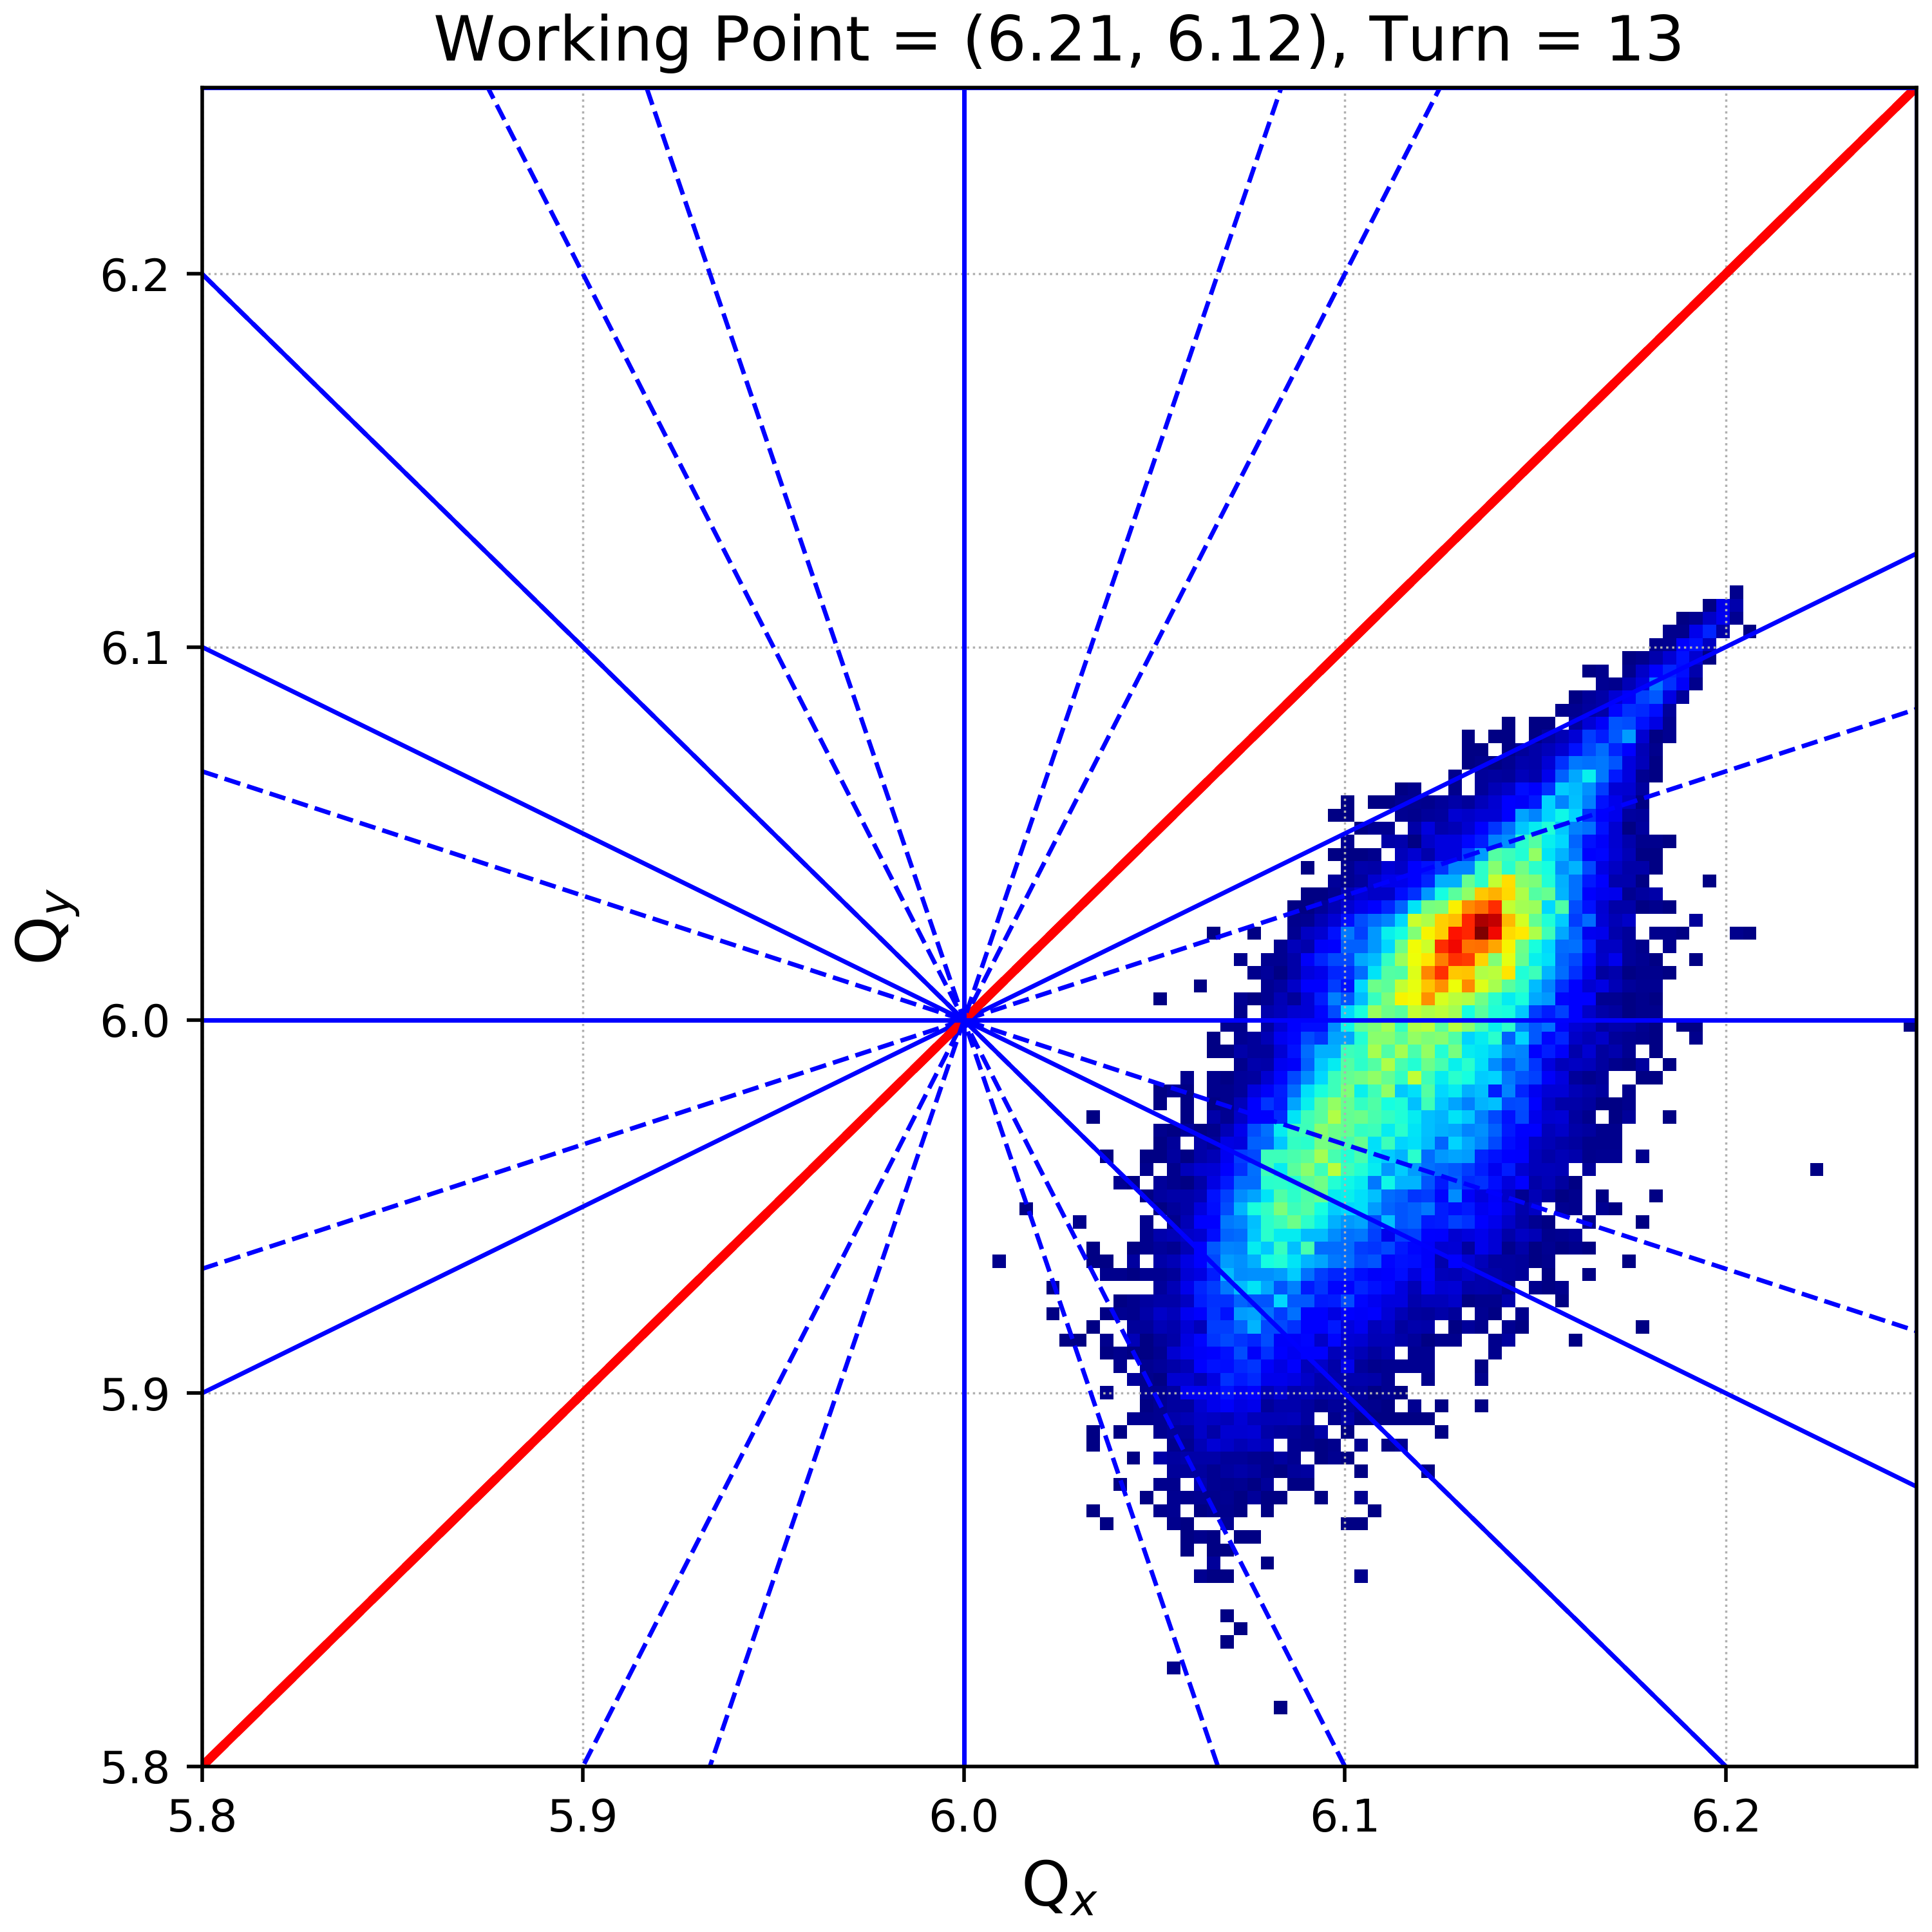 Working Point = (6.21, 6.12), Turn = 13
6.2
6.1
6.0
5.9
5.8
Qy
5.8 5.9 6.0 6.1 6.2
Qx